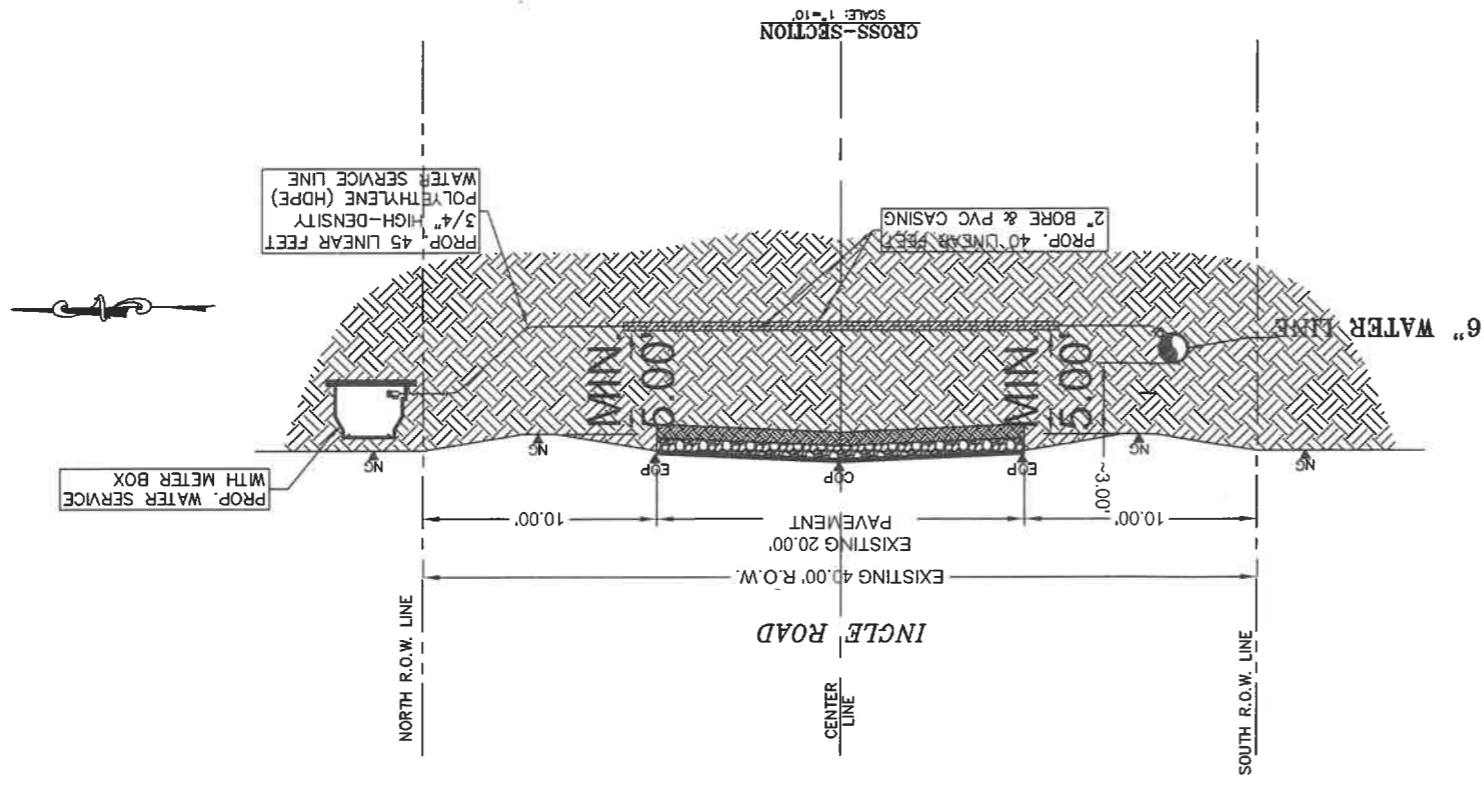 SOUTH R.O.W. LINE
CENTER
LINE
NORTH R.O.W. LINE
INGLE ROAD
EXISTING 40.00' R.O.W.
EXISTING 20.00'
PAVEMENT
10.00'
10.00'
PROP. WATER SERVICE
WITH METER BOX
~3.00'
NG
NG
EOP
COP
EOP
NG
NG
5.00'
MIN
5.00'
MIN
6" WATER LINE
PROP. 40 LINEAR FEET
2" BORE & PVC CASING
PROP. 45 LINEAR FEET
3/4" HIGH-DENSITY
POLYETHYLENE (HDPE)
WATER SERVICE LINE
CROSS-SECTION
SCALE: 1"=10'